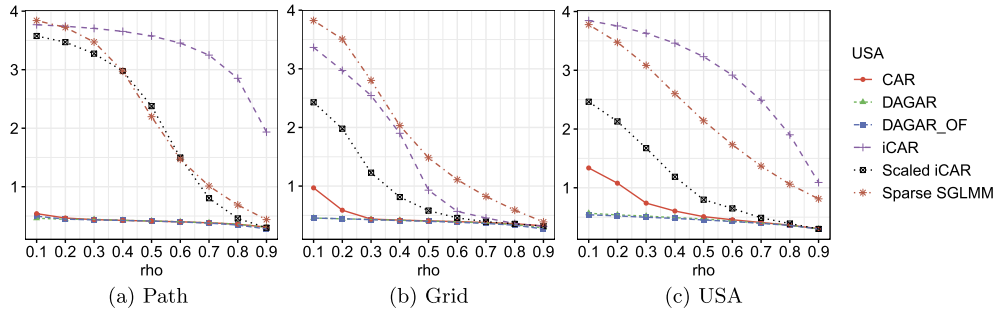 4
3
2
1
0.1 0.2 0.3 0.4 0.5 0.6 0.7 0.8 0.9
rho
(a) Path
4
3
2
1
0.1 0.2 0.3 0.4 0.5 0.6 0.7 0.8 0.9
rho
(b) Grid
4
3
2
1
0.1 0.2 0.3 0.4 0.5 0.6 0.7 0.8 0.9
rho
(c) USA
USA
CAR
DAGAR
DAGAR_OF
iCAR
Scaled iCAR
Sparse SGLMM